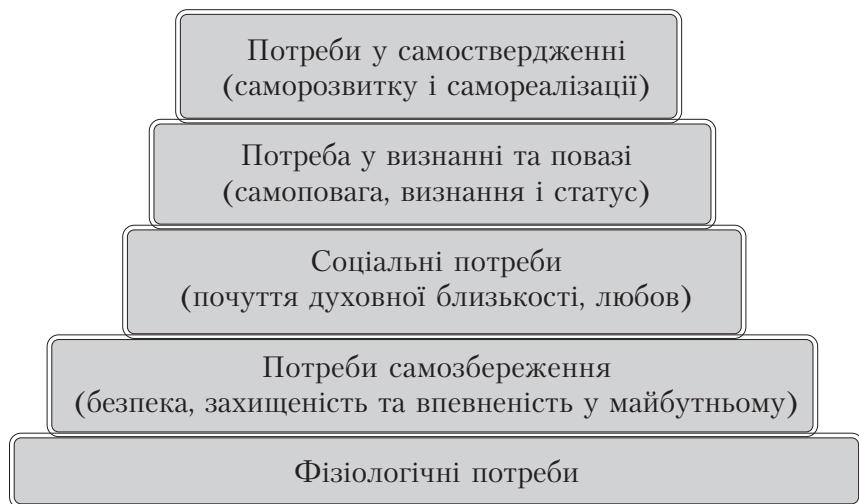 Потреби у самоствердженні
(саморозвитку і самореалізації)
Потреба у визнанні та повазі
(самоповага, визнання і статус)
Соціальні потреби
(почуття духовної близькості, любов)
Потреби самозбереження
(безпека, захищеність та впевненість у майбутньому)
Фізіологічні потреби